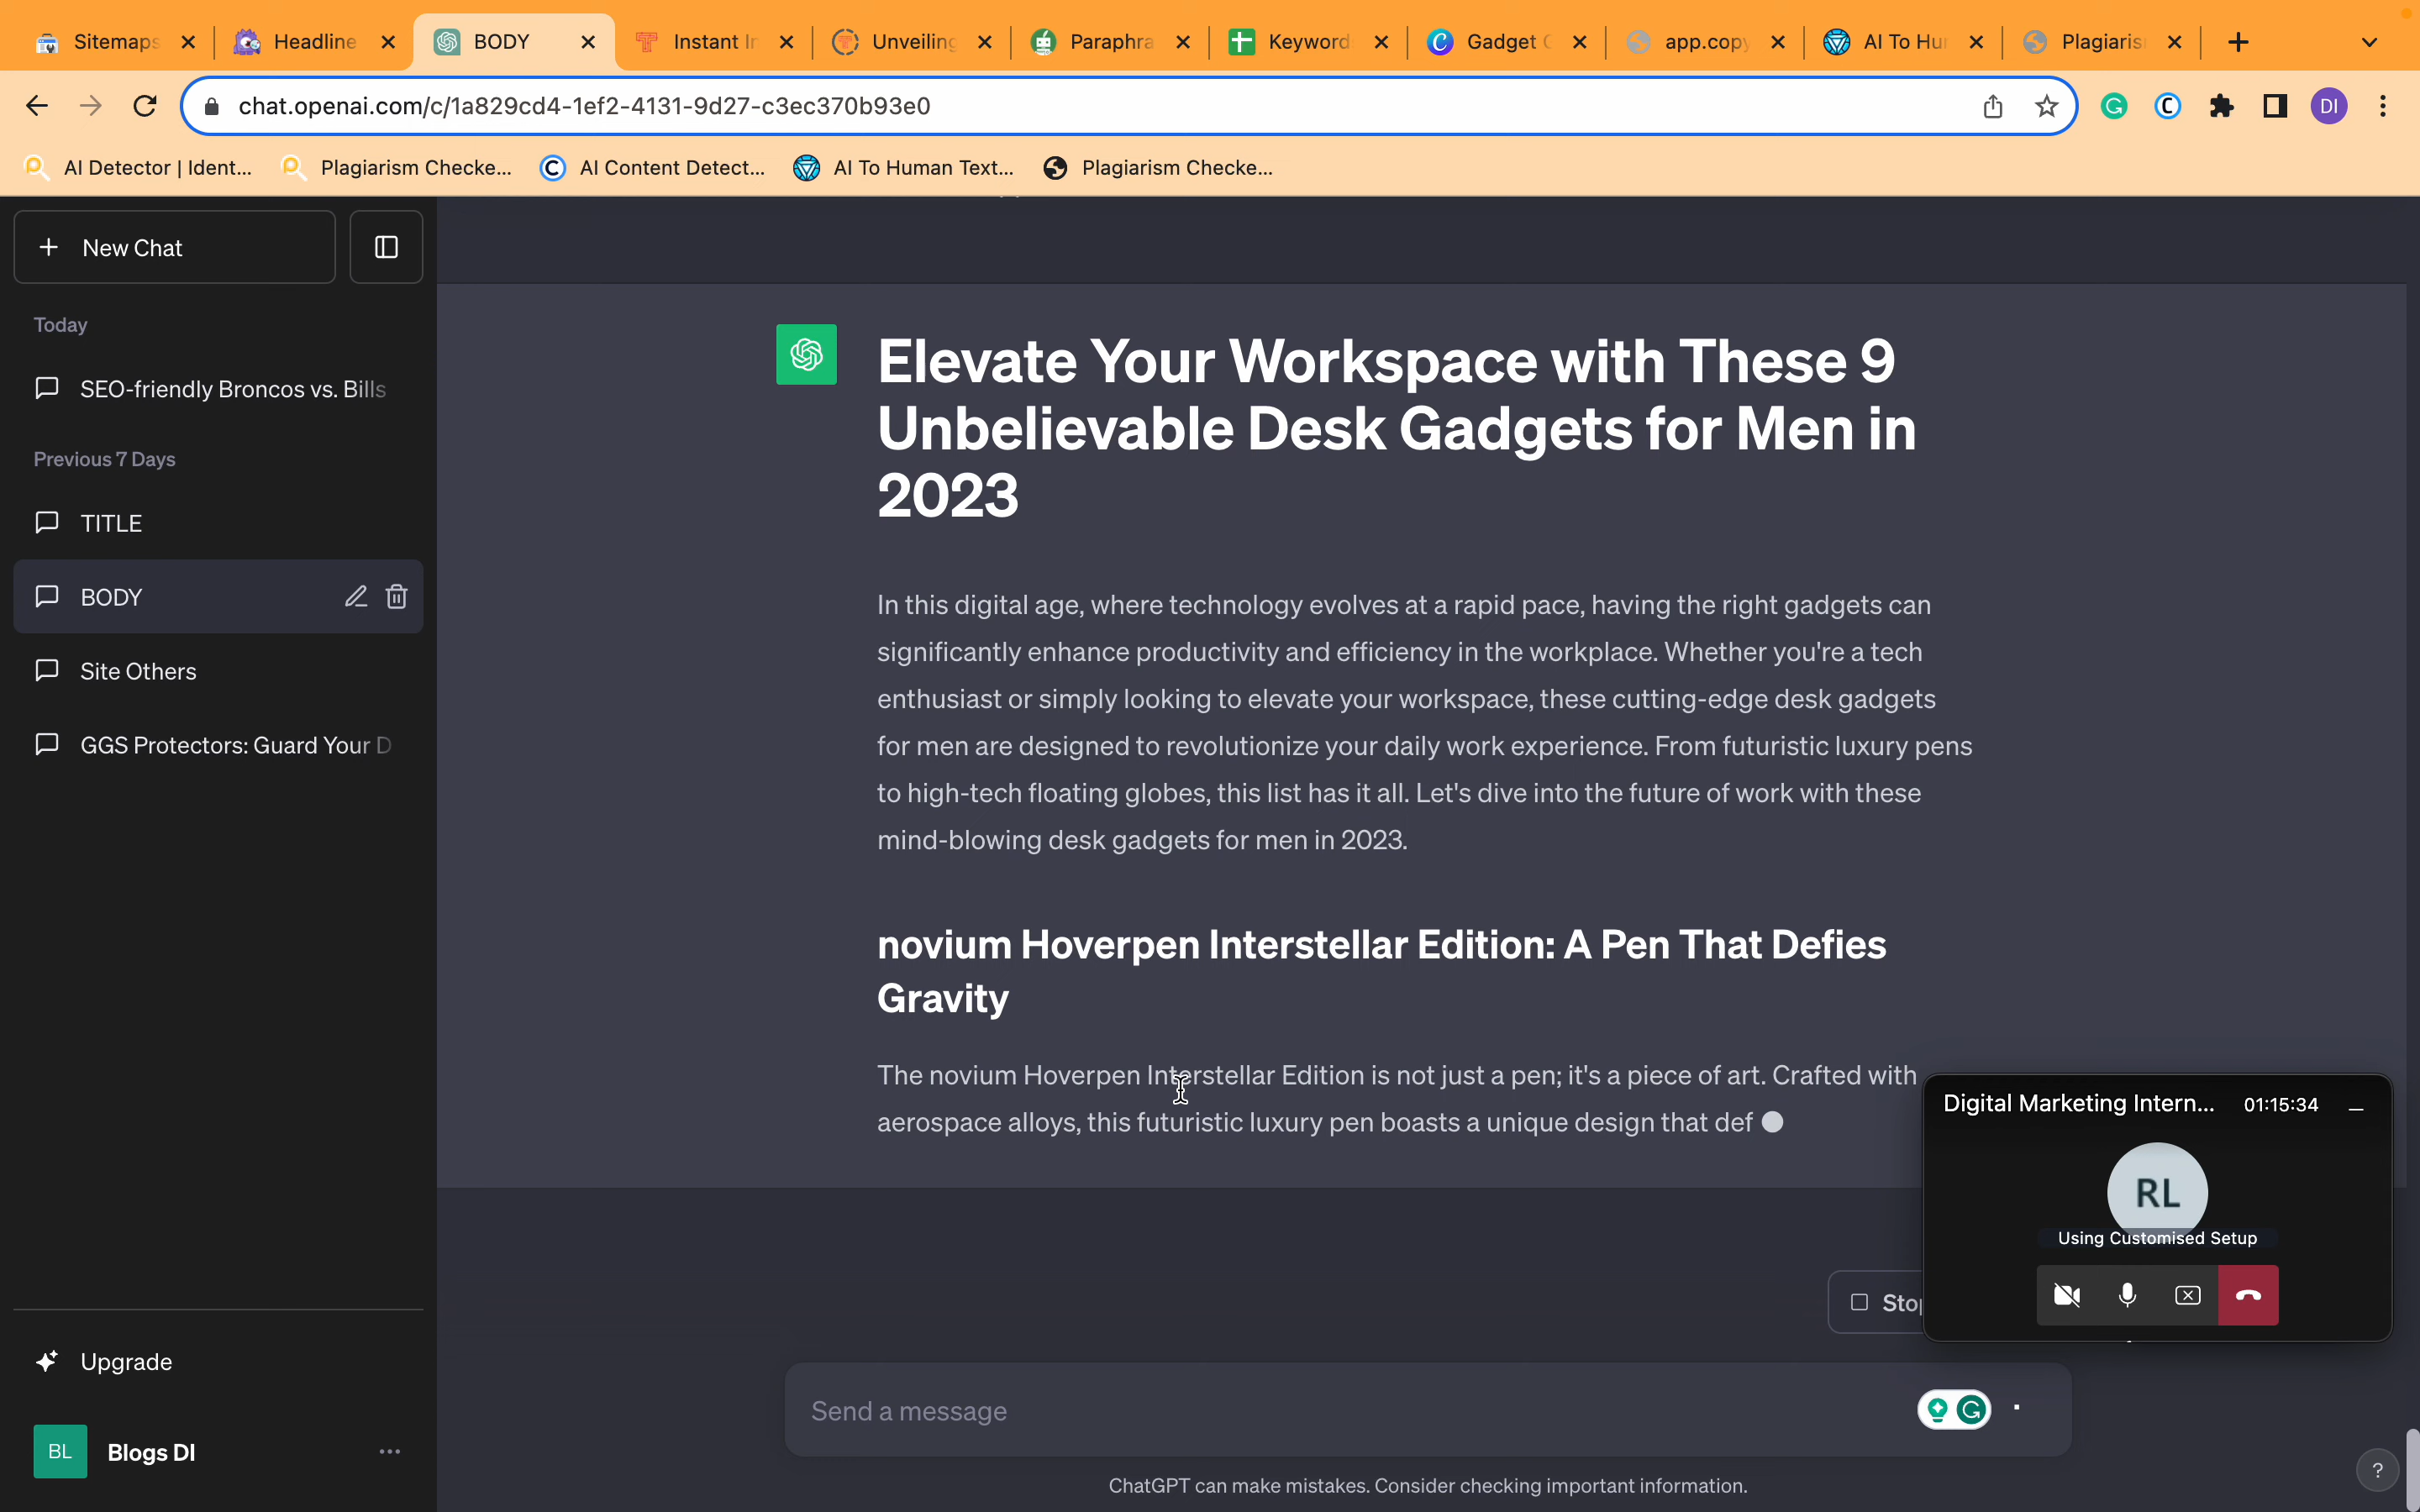 Sitemaps
Headline
BODY
Instant Ir
Unveiling
Paraphra
Keyword
Gadget
app.copy
AI To Hu
Plagiaris
chat.openai.com/c/1a829cd4-1ef2-4131-9d27-c3ec370b93e0
DI
AI Detector | Ident...
Plagiarism Checke...
AI Content Detect...
AI To Human Text...
Plagiarism Checke...
New Chat
Today
SEO-friendly Broncos vs. Bills
Previous 7 Days
TITLE
BODY
Site Others
GGS Protectors: Guard Your D
Upgrade
BL
Blogs DI
Elevate Your Workspace with These 9
Unbelievable Desk Gadgets for Men in
2023
In this digital age, where technology evolves at a rapid pace, having the right gadgets can
significantly enhance productivity and efficiency in the workplace. Whether you're a tech
enthusiast or simply looking to elevate your workspace, these cutting-edge desk gadgets
for men are designed to revolutionize your daily work experience. From futuristic luxury pens
to high-tech floating globes, this list has it all. Let's dive into the future of work with these
mind-blowing desk gadgets for men in 2023.
novium Hoverpen Interstellar Edition: A Pen That Defies
Gravity
The novium Hoverpen Interstellar Edition is not just a pen; it's a piece of art. Crafted with
aerospace alloys, this futuristic luxury pen boasts a unique design that def
Digital Marketing Intern... 01:15:34
RL
Using Customised Setup
Stop
Send a message
ChatGPT can make mistakes. Consider checking important information.
?